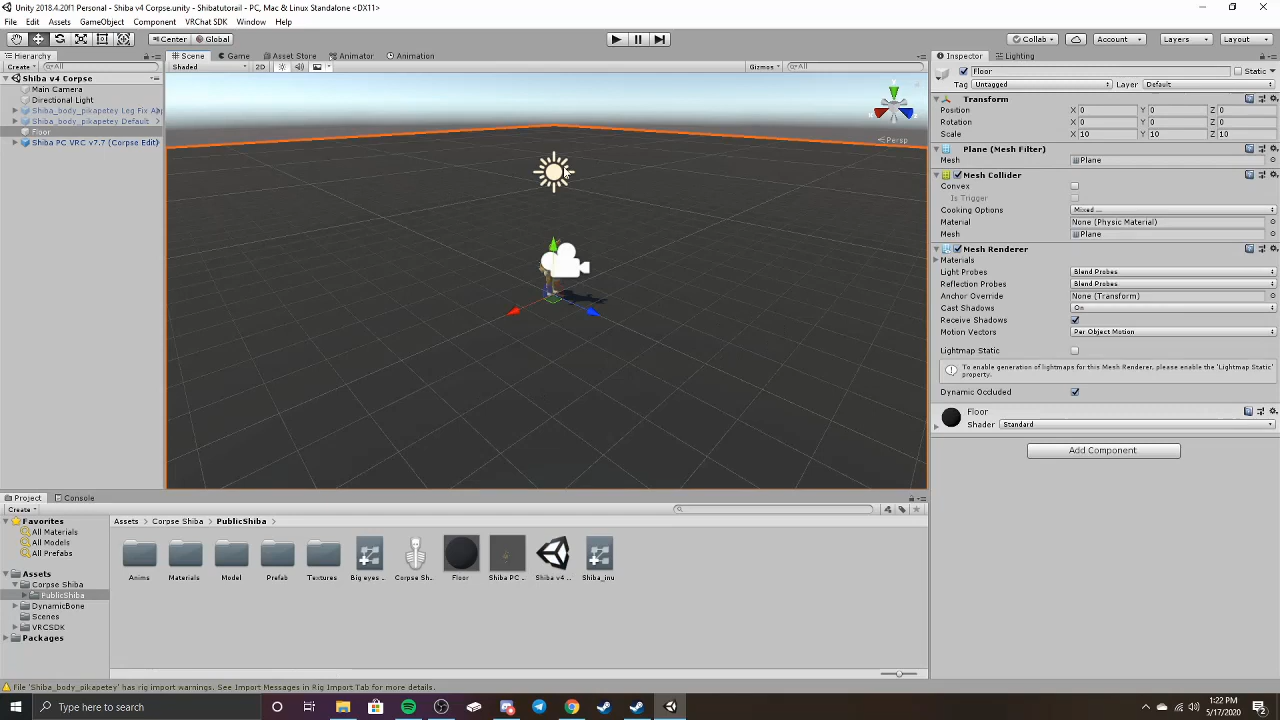 Unity 2018.4.20f1 Personal - Shiba v4 Corpse.unity - Shibatutorail - PC, Mac & Linux Standalone <DX11>
File Edit Assets GameObject Component VRChat SDK Window Help
Center Global Collab Account Layers Layout
Hierarchy Scene Game Asset Store Animator Animation Inspector Lighting
Create All Shaded 2D Gizmos All
Shiba v4 Corpse
Main Camera
Directional Light
Shiba_body_pikapetey Leg Fix
Shiba_body_pikapetey Default
Floor
Shiba PC VRC v7.7 (Corpse Edit)
y
x
z
Persp
Floor Static
Tag Untagged Layer Default
Transform
Position X 0 Y 0 Z 0
Rotation X 0 Y 0 Z 0
Scale X 10 Y 10 Z 10
Plane (Mesh Filter)
Mesh Plane
Mesh Collider
Convex
Is Trigger
Cooking Options Mixed ...
Material None (Physic Material)
Mesh Plane
Mesh Renderer
Materials
Light Probes Blend Probes
Reflection Probes Blend Probes
Anchor Override None (Transform)
Cast Shadows On
Receive Shadows
Motion Vectors Per Object Motion
Lightmap Static
To enable generation of lightmaps for this Mesh Renderer, please enable the 'Lightmap Static'
property.
Dynamic Occluded
Floor
Shader Standard
Add Component
Project Console
Create
Favorites
All Materials
All Models
All Prefabs
Assets
Corpse Shiba
PublicShiba
DynamicBone
Scenes
VRCSDK
Packages
Assets Corpse Shiba PublicShiba
Anims Materials Model Prefab Textures Big eyes ... Corpse Sh... Floor Shiba PC ... Shiba v4 ... Shiba_inu
File 'Shiba_body_pikapetey' has rig import warnings. See Import Messages in Rig Import Tab for more details.
Type here to search
1:22 PM
5/17/2020